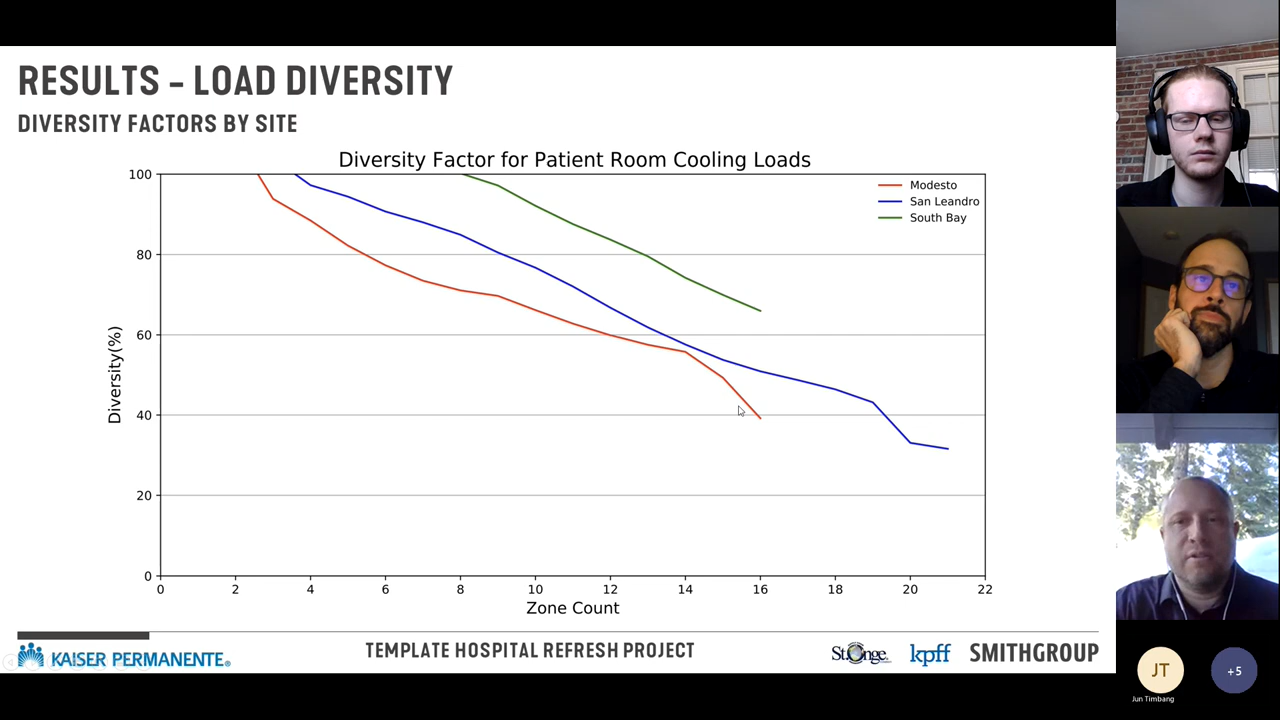 RESULTS – LOAD DIVERSITY
DIVERSITY FACTORS BY SITE
Diversity Factor for Patient Room Cooling Loads
Modesto
San Leandro
South Bay
100
80
60
40
20
0
Diversity(%)
0 2 4 6 8 10 12 14 16 18 20 22
Zone Count
KAISER PERMANENTE®
TEMPLATE HOSPITAL REFRESH PROJECT
St.Onge
kpff
SMITHGROUP
JT
Jun Timbang
+5